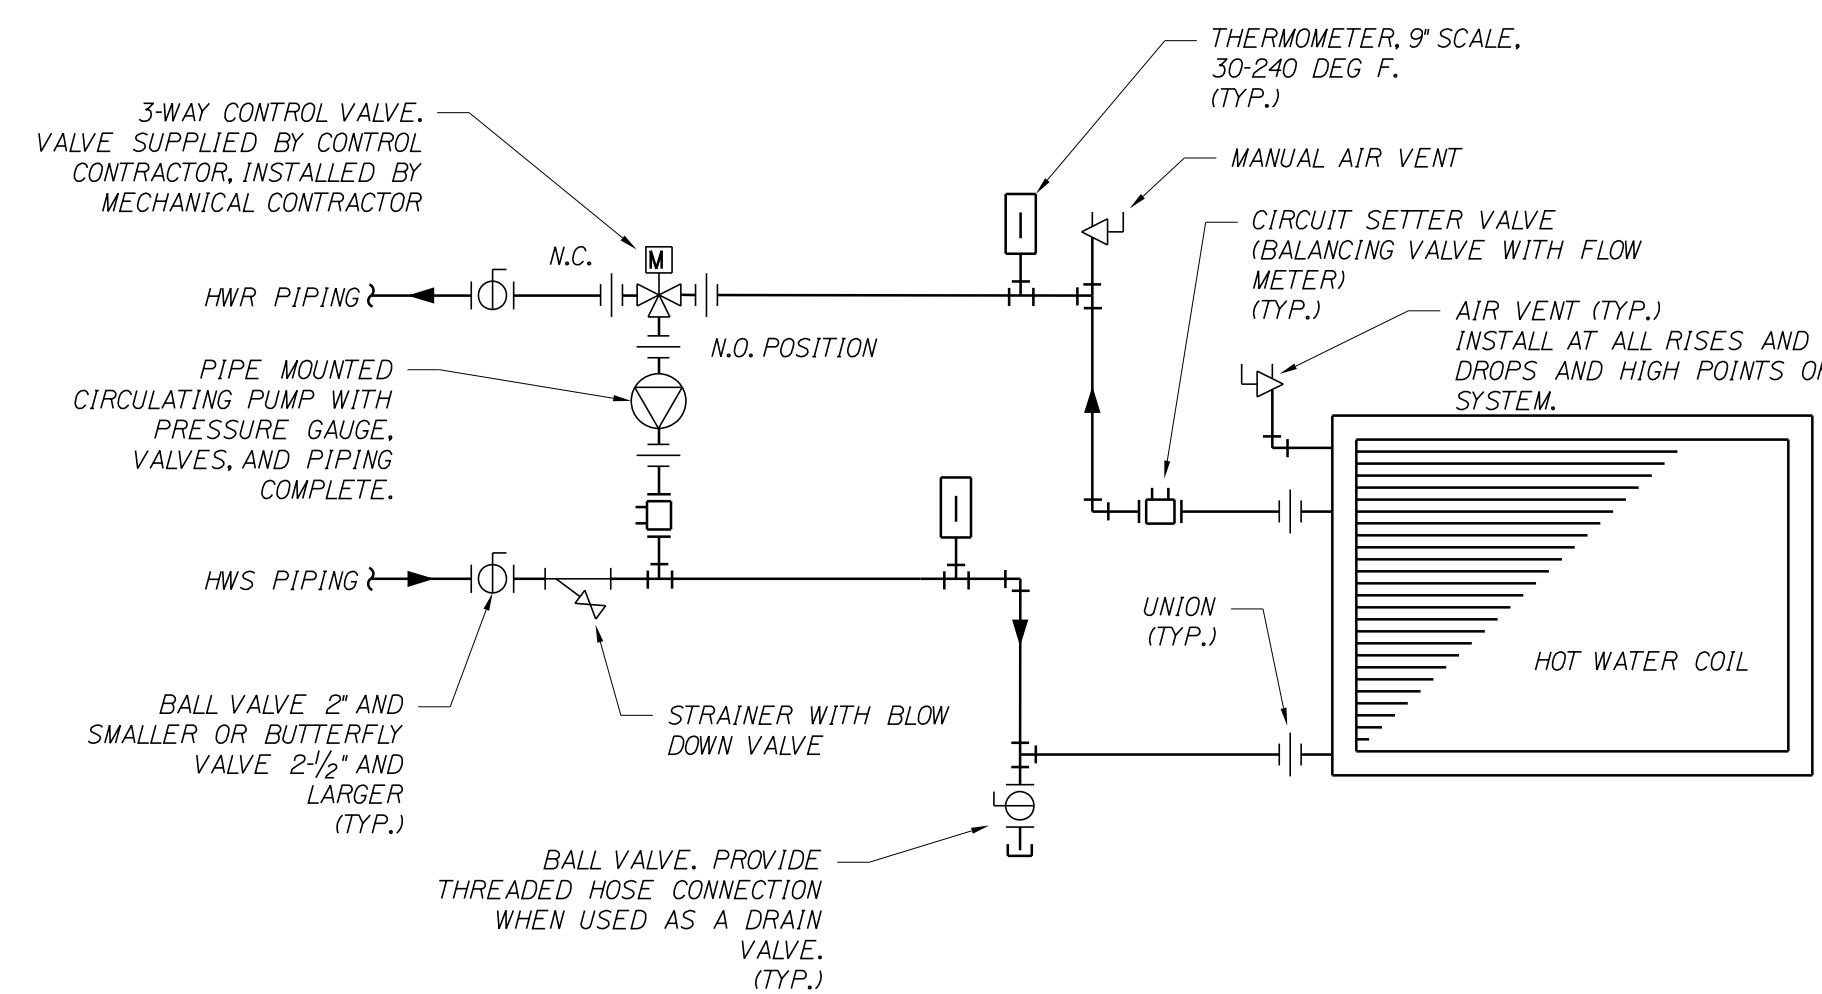 THERMOMETER, 9" SCALE,
30-240 DEG F.
(TYP.)
3-WAY CONTROL VALVE.
VALVE SUPPLIED BY CONTROL
CONTRACTOR, INSTALLED BY
MECHANICAL CONTRACTOR
MANUAL AIR VENT
CIRCUIT SETTER VALVE
(BALANCING VALVE WITH FLOW
METER)
(TYP.)
N.C.
M
HWR PIPING
N.O. POSITION
AIR VENT (TYP.)
INSTALL AT ALL RISES AND
DROPS AND HIGH POINTS
SYSTEM.
PIPE MOUNTED
CIRCULATING PUMP WITH
PRESSURE GAUGE,
VALVES, AND PIPING
COMPLETE.
HWS PIPING
UNION
(TYP.)
HOT WATER COIL
BALL VALVE 2" AND
SMALLER OR BUTTERFLY
VALVE 2-1/2" AND
LARGER
(TYP.)
STRAINER WITH BLOW
DOWN VALVE
BALL VALVE. PROVIDE
THREADED HOSE CONNECTION
WHEN USED AS A DRAIN
VALVE.
(TYP.)